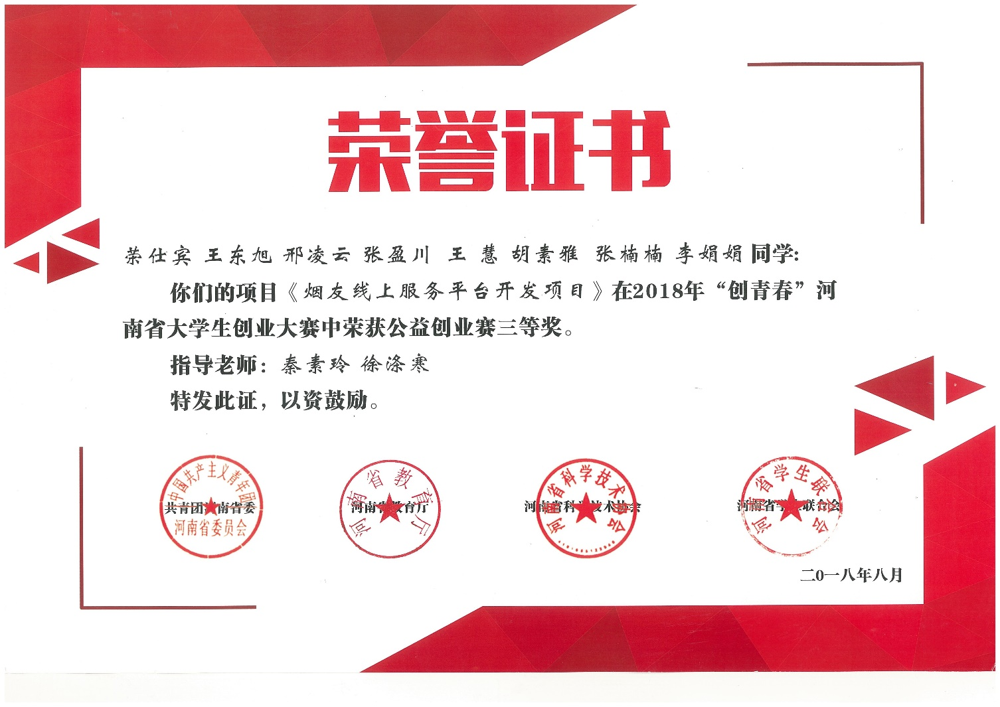 荣誉证书
荣仕宾 王东旭 邢凌云 张盈川 王 慧 胡素雅 张楠楠 李娟娟 同学:
你们的项目《烟友线上服务平台开发项目》在2018年“创青春”河
南省大学生创业大赛中荣获公益创业赛三等奖。
指导老师：秦素玲 徐涤寒
特发此证，以资鼓励。
中国共产主义青年团
共青团河南省委
河南省委员会
河南省教育厅
河南省教育厅
河南省科学技术协会
河南省科学技术协会
河南省学生联合会
河南省学生联合会
二0一八年八月